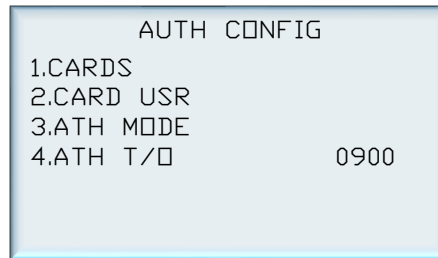 AUTH CONFIG
1.CARDS
2.CARD USR
3.ATH MODE
4.ATH T/O 0900